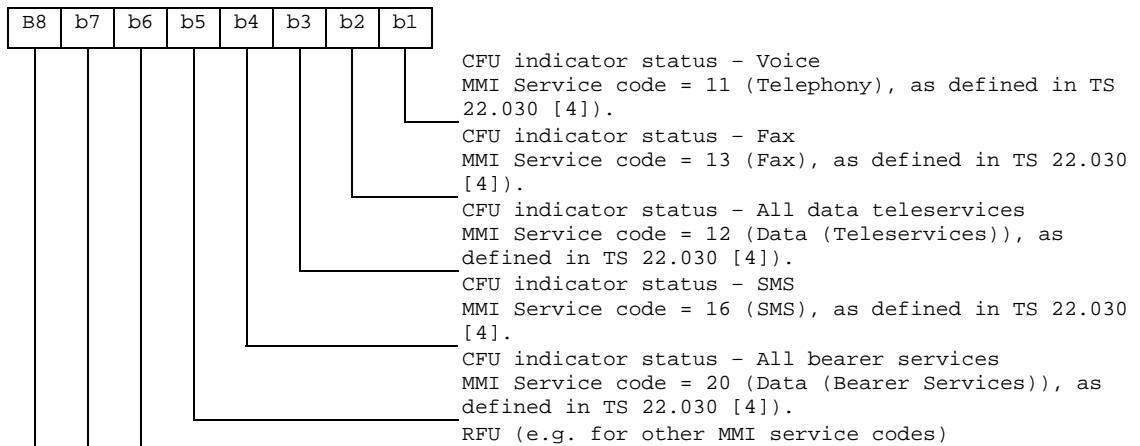 B8 b7 b6 b5 b4 b3 b2 b1
CFU indicator status – Voice
MMI Service code = 11 (Telephony), as defined in TS
22.030 [4]).
CFU indicator status – Fax
MMI Service code = 13 (Fax), as defined in TS 22.030
[4]).
CFU indicator status – All data teleservices
MMI Service code = 12 (Data (Teleservices)), as
defined in TS 22.030 [4]).
CFU indicator status – SMS
MMI Service code = 16 (SMS), as defined in TS 22.030
[4].
CFU indicator status – All bearer services
MMI Service code = 20 (Data (Bearer Services)), as
defined in TS 22.030 [4]).
RFU (e.g. for other MMI service codes)